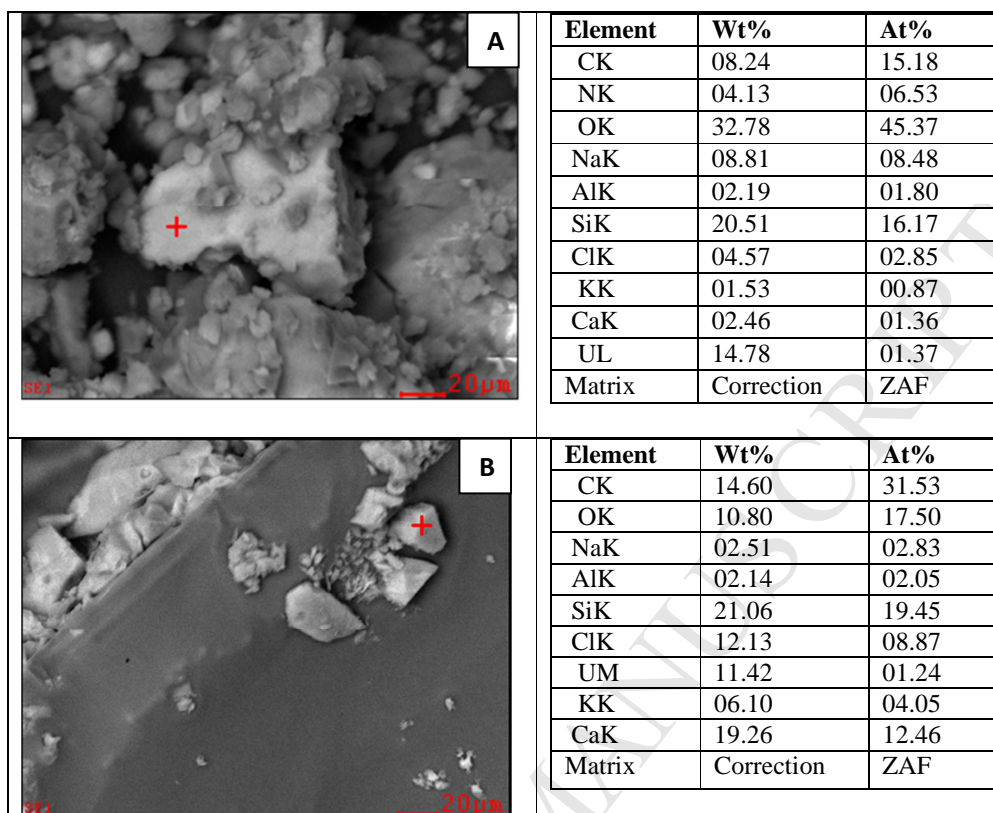 A
SE1
20µm
Element Wt% At%
CK 08.24 15.18
NK 04.13 06.53
OK 32.78 45.37
NaK 08.81 08.48
AlK 02.19 01.80
SiK 20.51 16.17
ClK 04.57 02.85
KK 01.53 00.87
CaK 02.46 01.36
UL 14.78 01.37
Matrix Correction ZAF
B
SE1
20µm
Element Wt% At%
CK 14.60 31.53
OK 10.80 17.50
NaK 02.51 02.83
AlK 02.14 02.05
SiK 21.06 19.45
ClK 12.13 08.87
UM 11.42 01.24
KK 06.10 04.05
CaK 19.26 12.46
Matrix Correction ZAF
MANUSCRIPT